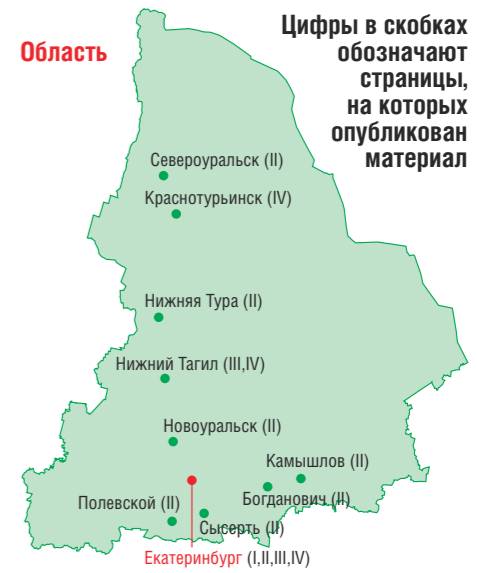 Область
Цифры в скобках
обозначают
страницы,
на которых
опубликован
материал
Североуральск (II)
Краснотурьинск (IV)
Нижняя Тура (II)
Нижний Тагил (III,IV)
Новоуральск (II)
Камышлов (II)
Богданович (II)
Полевской (II)
Сысерть (II)
Екатеринбург (I,II,III,IV)